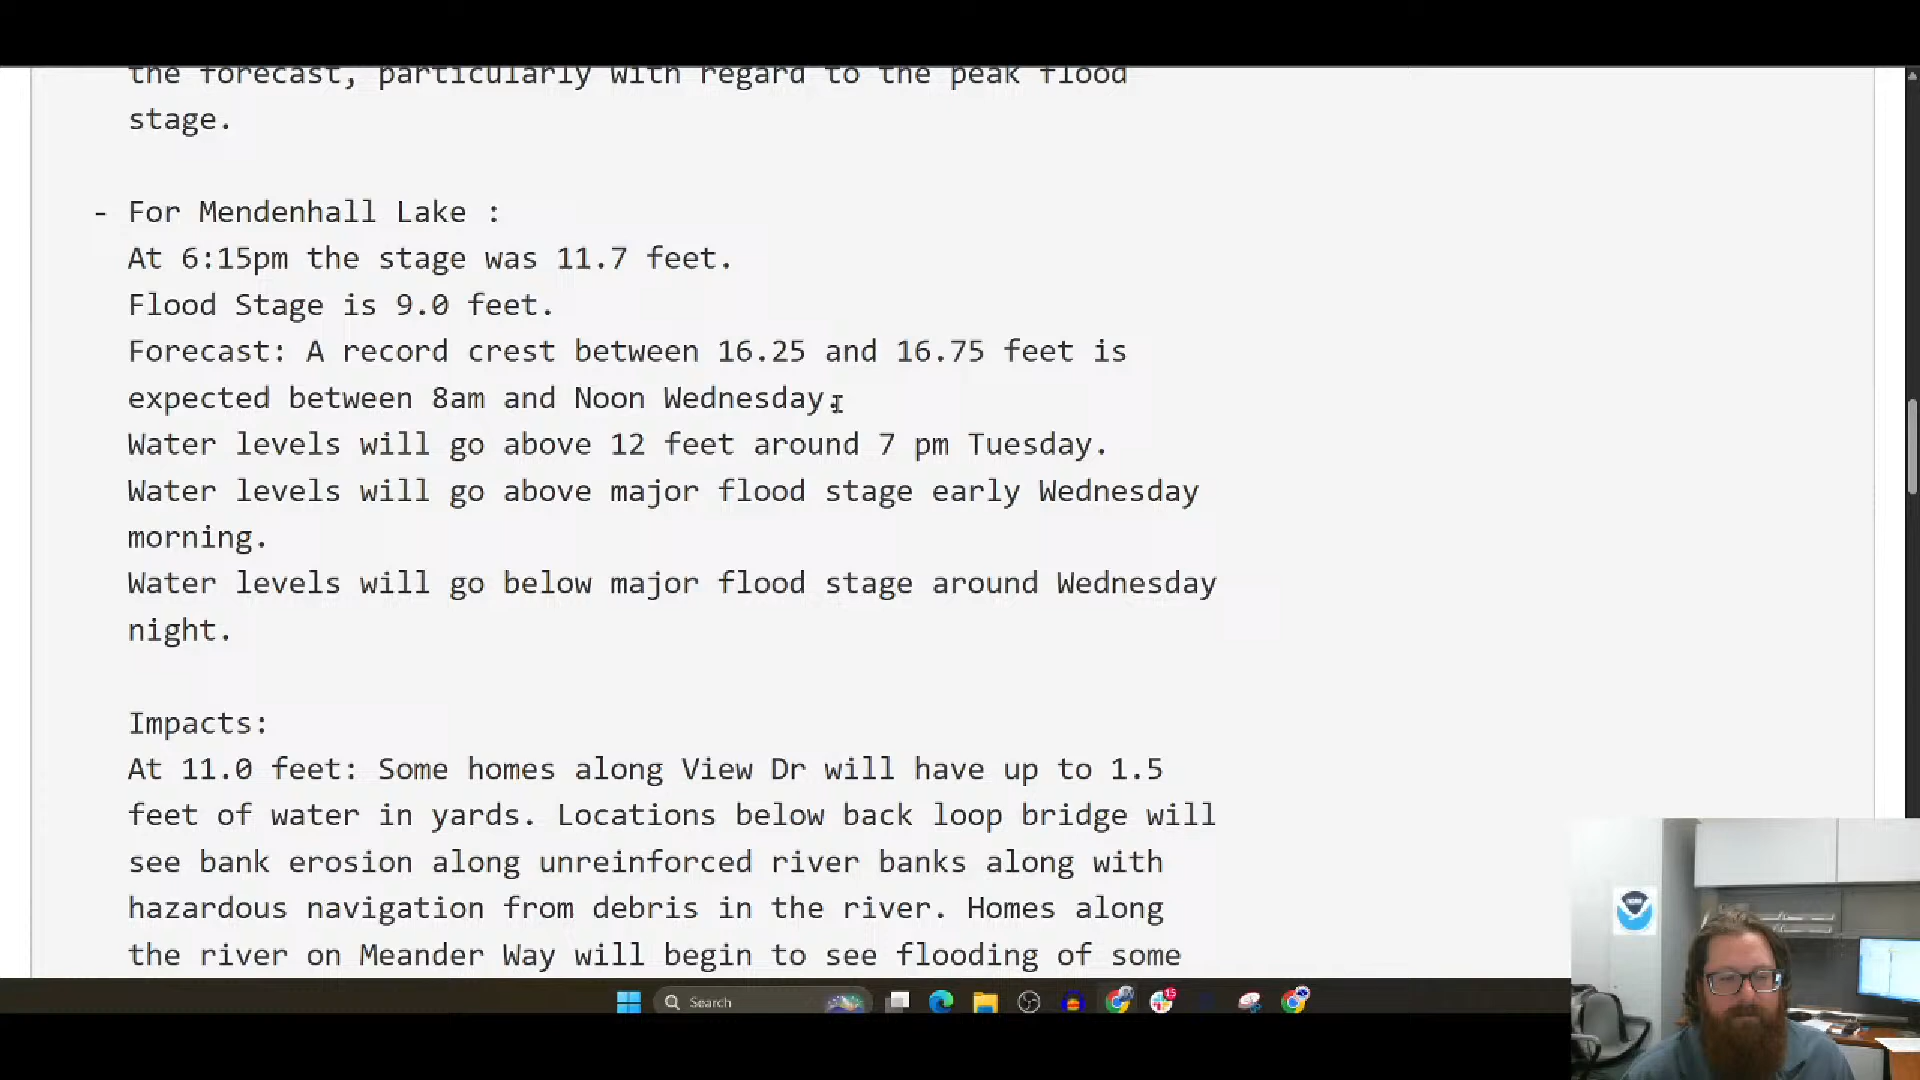 the forecast, particularly with regard to the peak flood
stage.
- For Mendenhall Lake :
At 6:15pm the stage was 11.7 feet.
Flood Stage is 9.0 feet.
Forecast: A record crest between 16.25 and 16.75 feet is
expected between 8am and Noon Wednesday.
Water levels will go above 12 feet around 7 pm Tuesday.
Water levels will go above major flood stage early Wednesday
morning.
Water levels will go below major flood stage around Wednesday
night.
Impacts:
At 11.0 feet: Some homes along View Dr will have up to 1.5
feet of water in yards. Locations below back loop bridge will
see bank erosion along unreinforced river banks along with
hazardous navigation from debris in the river. Homes along
the river on Meander Way will begin to see flooding of some
Search
15